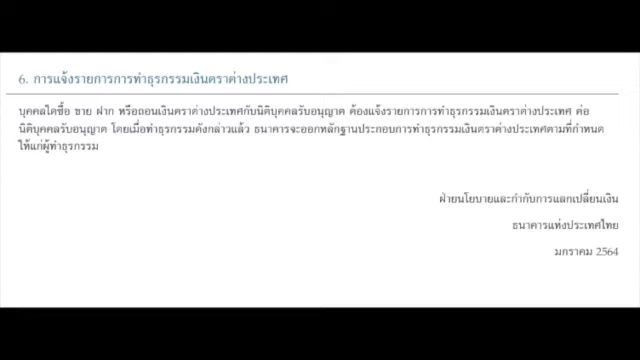 6. การแจ้งรายการการทำธุรกรรมเงินตราต่างประเทศ
บุคคลใดซื้อ ขาย ฝาก หรือถอนเงินตราต่างประเทศกับนิติบุคคลรับอนุญาต ต้องแจ้งรายการการทำธุรกรรมเงินตราต่างประเทศ ต่อ
นิติบุคคลรับอนุญาต โดยเมื่อทำธุรกรรมดังกล่าวแล้ว ธนาคารจะออกหลักฐานประกอบการทำธุรกรรมเงินตราต่างประเทศตามที่กำหนด
ให้แก่ผู้ทำธุรกรรม
ฝ่ายนโยบายและกำกับการแลกเปลี่ยนเงิน
ธนาคารแห่งประเทศไทย
มกราคม 2564